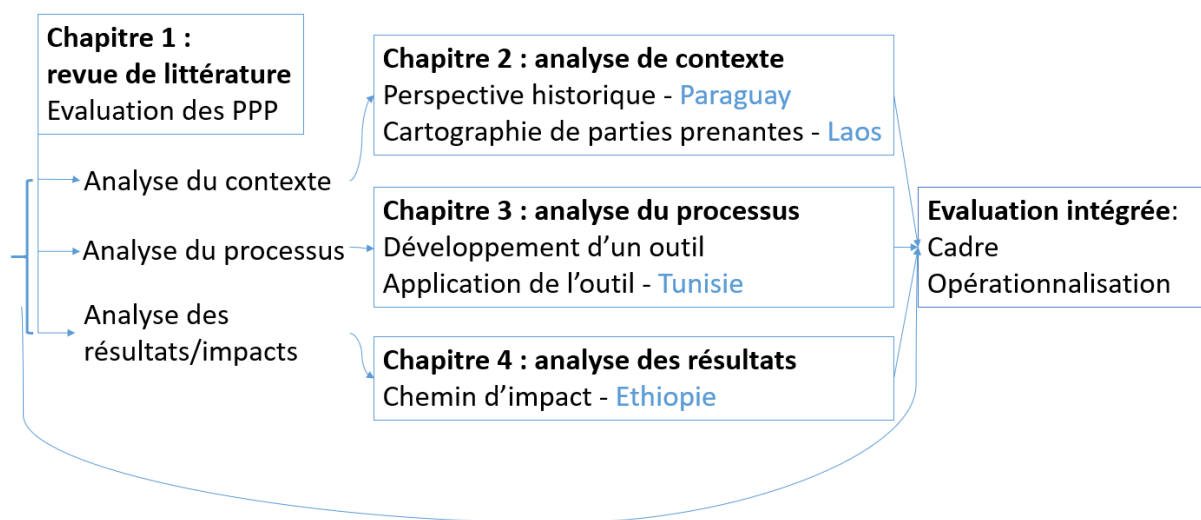 Chapitre 1 :
revue de littérature
Evaluation des PPP
Analyse du contexte
Analyse du processus
Analyse des
résultats/impacts
Chapitre 2 : analyse de contexte
Perspective historique - Paraguay
Cartographie de parties prenantes - Laos
Chapitre 3 : analyse du processus
Développement d'un outil
Application de l'outil - Tunisie
Chapitre 4 : analyse des résultats
Chemin d'impact - Ethiopie
Evaluation intégrée:
Cadre
Opérationnalisation